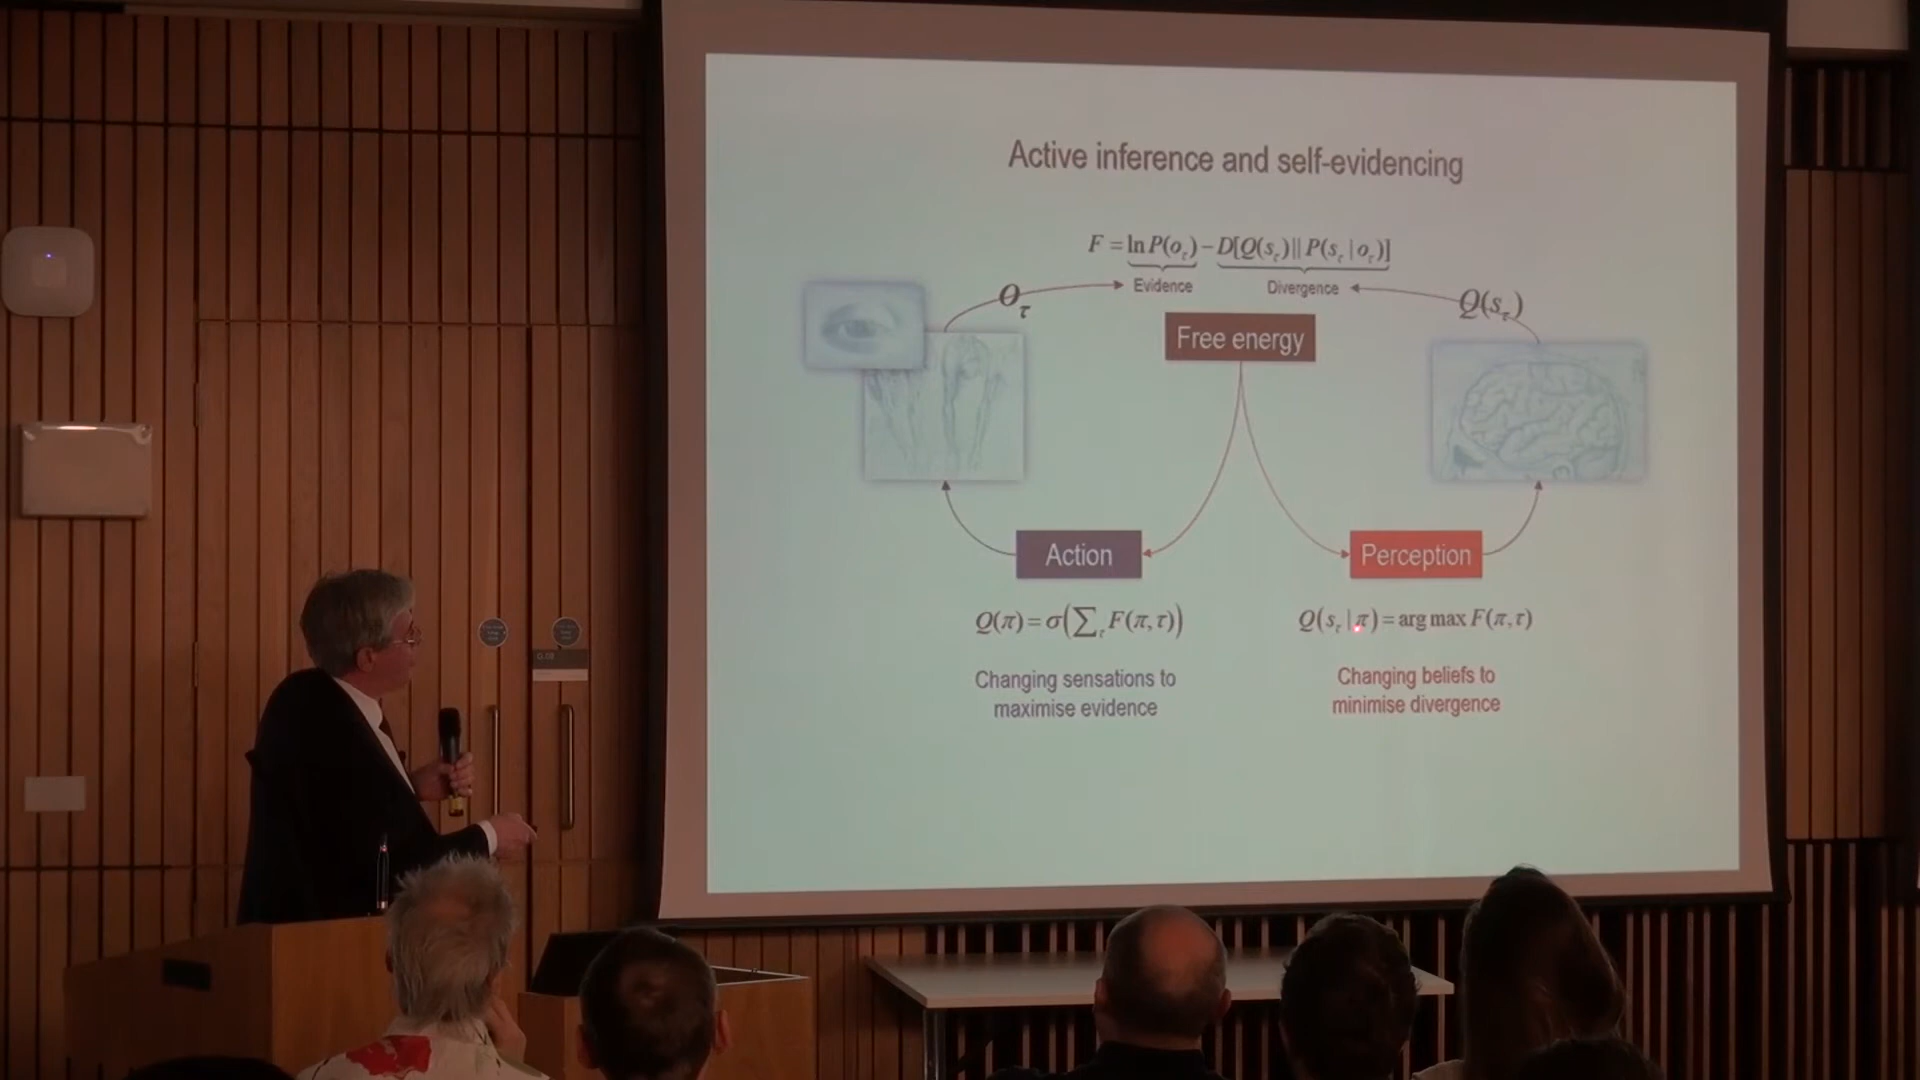 Active inference and self-evidencing
F = ln P(o_τ) − D[Q(s_τ) || P(s_τ | o_τ)]
Evidence
Divergence
o_τ
Q(s_τ)
Free energy
Action
Perception
Q(π) = σ(∑_τ F(π,τ))
Q(s_τ | π) = arg max F(π,τ)
Changing sensations to
maximise evidence
Changing beliefs to
minimise divergence